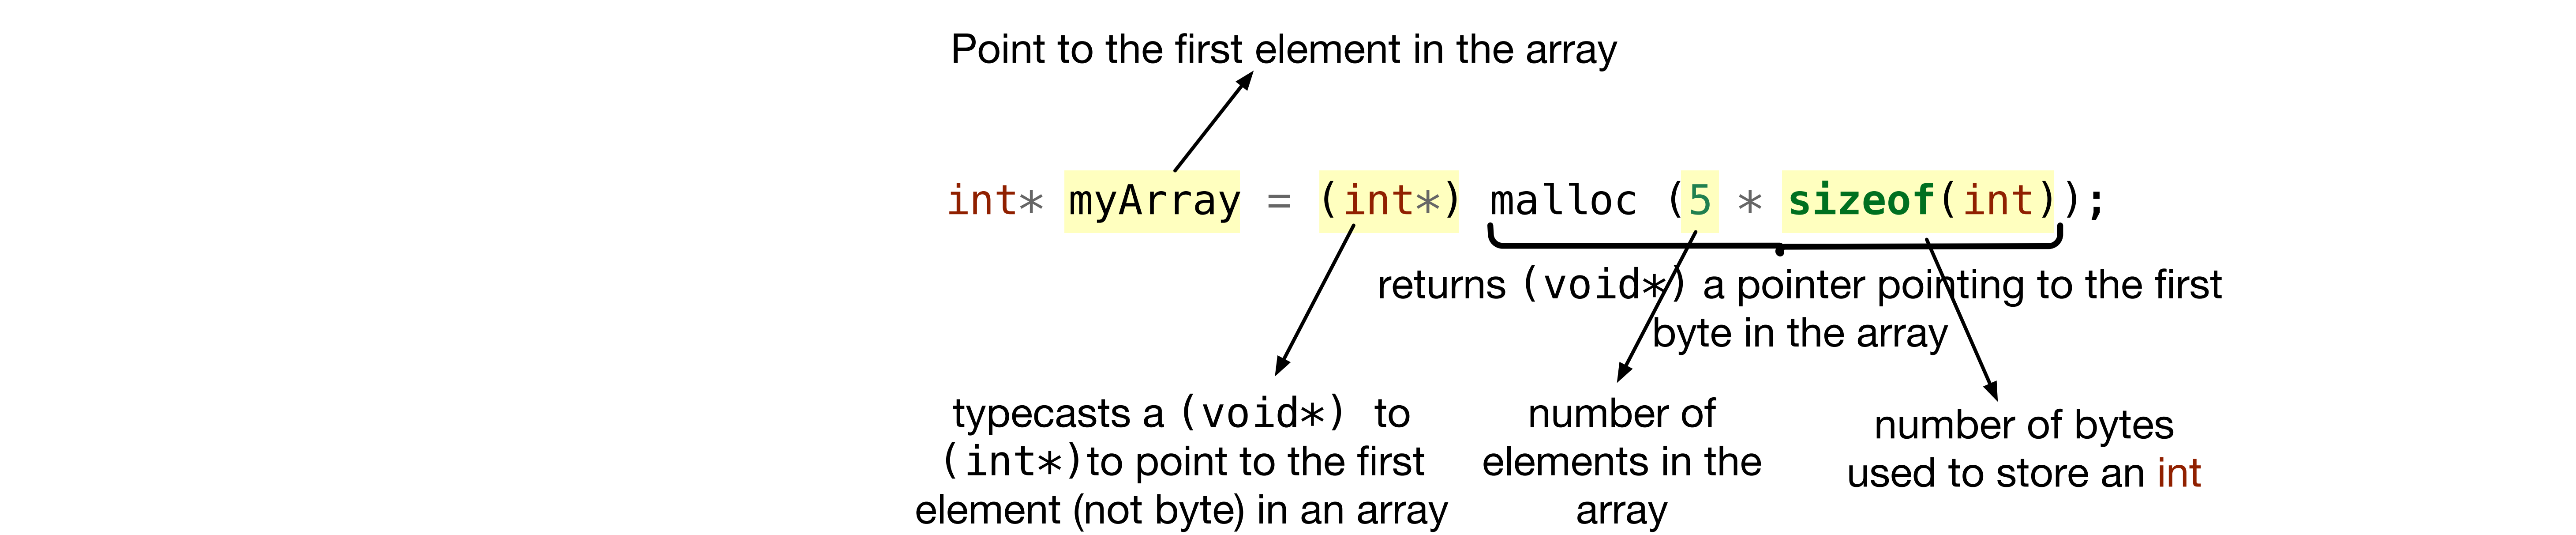 Point to the first element in the array
int* myArray = (int*) malloc (5 * sizeof(int));
returns (void*) a pointer pointing to the first
byte in the array
typecasts a (void*) to
(int*)to point to the first
element (not byte) in an array
number of
elements in the
array
number of bytes
used to store an int